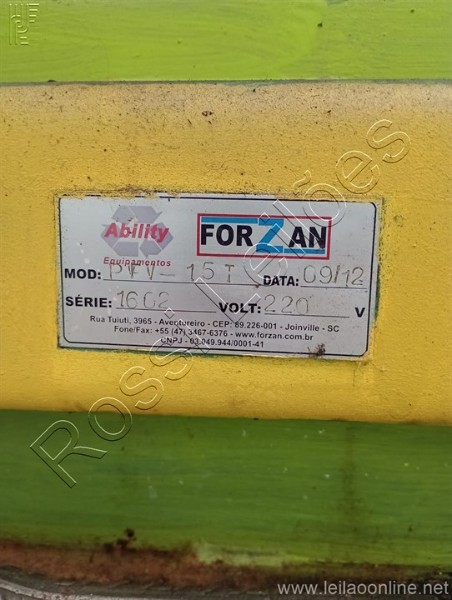 Ability
Equipamentos
FORZAN
MOD: PVV-15T DATA: 09/12
SÉRIE: 1602 VOLT: 220 V
Rua Tuiuti, 3965 - Aventureiro - CEP: 89.226-001 - Joinville - SC
Fone/Fax: +55 (47) 3467-6376 - www.forzan.com.br
CNPJ - 03.949.944/0001-41
Rossi Leilões
www.leilaoonline.net